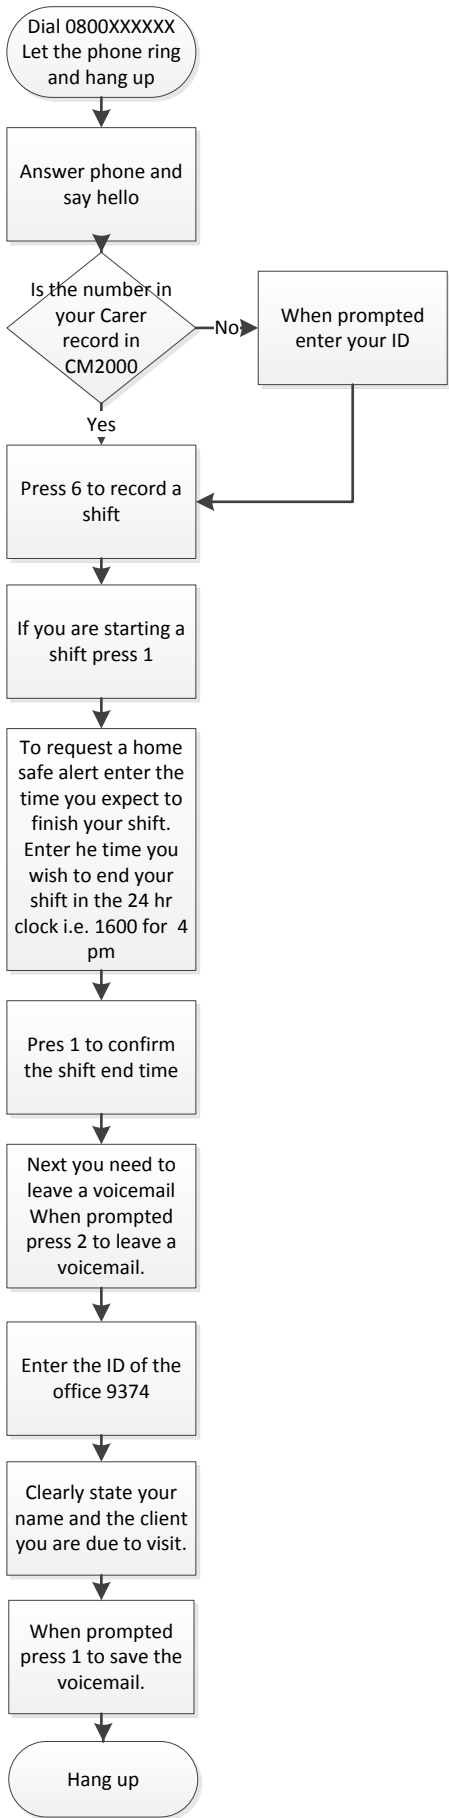 Dial 0800XXXXXX
Let the phone ring
and hang up
Answer phone and
say hello
Is the number in
your Carer
record in
CM2000
No
When prompted
enter your ID
Yes
Press 6 to record a
shift
If you are starting a
shift press 1
To request a home
safe alert enter the
time you expect to
finish your shift.
Enter he time you
wish to end your
shift in the 24 hr
clock i.e. 1600 for  4
pm
Pres 1 to confirm
the shift end time
Next you need to
leave a voicemail
When prompted
press 2 to leave a
voicemail.
Enter the ID of the
office 9374
Clearly state your
name and the client
you are due to visit.
When prompted
press 1 to save the
voicemail.
Hang up